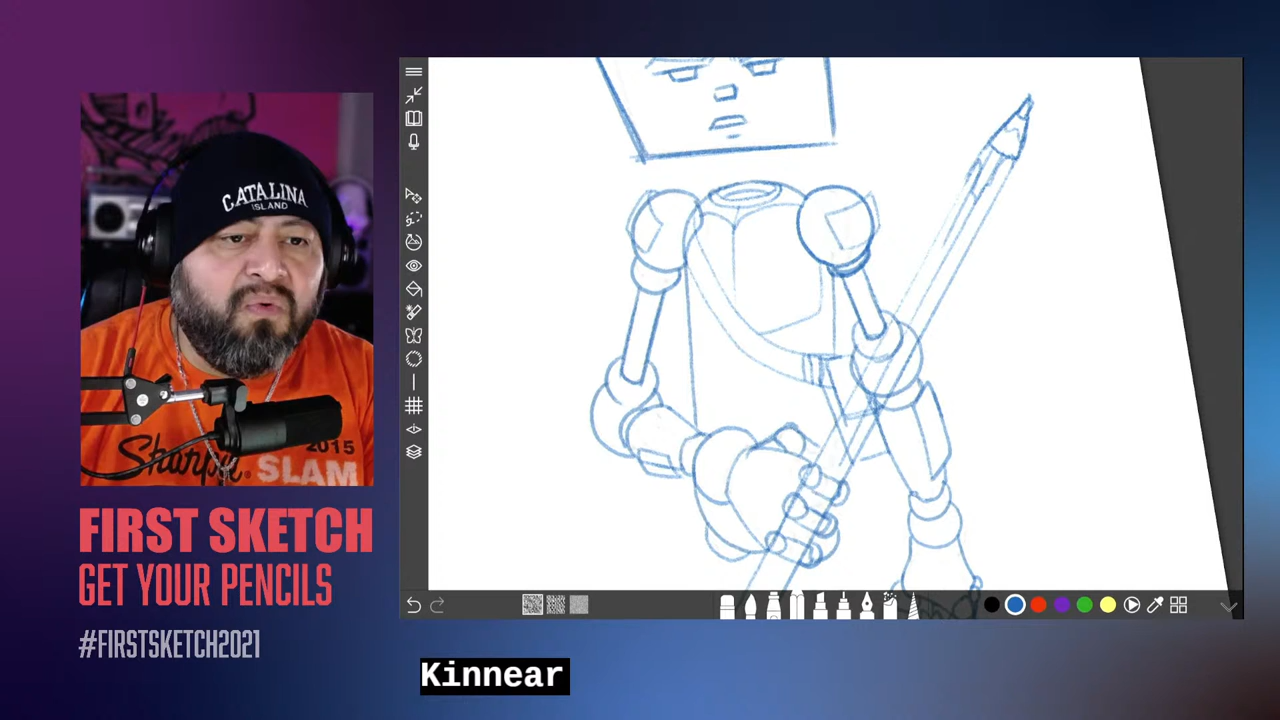 CATALINA
ISLAND
Sharpie
2015
SLAM
FIRST SKETCH
GET YOUR PENCILS
#FIRSTSKETCH2021
Kinnear